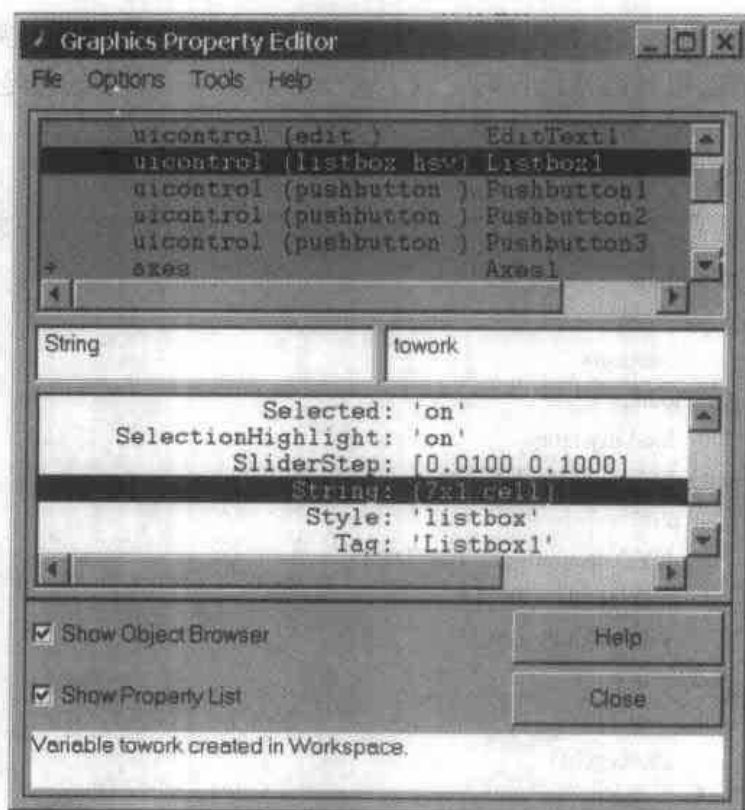 Graphics Property Editor
File Options Tools Help
uicontrol (edit ) EditText1
uicontrol (listbox hsv) Listbox1
uicontrol (pushbutton ) Pushbutton1
uicontrol (pushbutton ) Pushbutton2
uicontrol (pushbutton ) Pushbutton3
+ axes Axes1
String towork
Selected: 'on'
SelectionHighlight: 'on'
SliderStep: [0.0100 0.1000]
String: {7x1 cell}
Style: 'listbox'
Tag: 'Listbox1'
Show Object Browser Help
Show Property List Close
Variable towork created in Workspace.